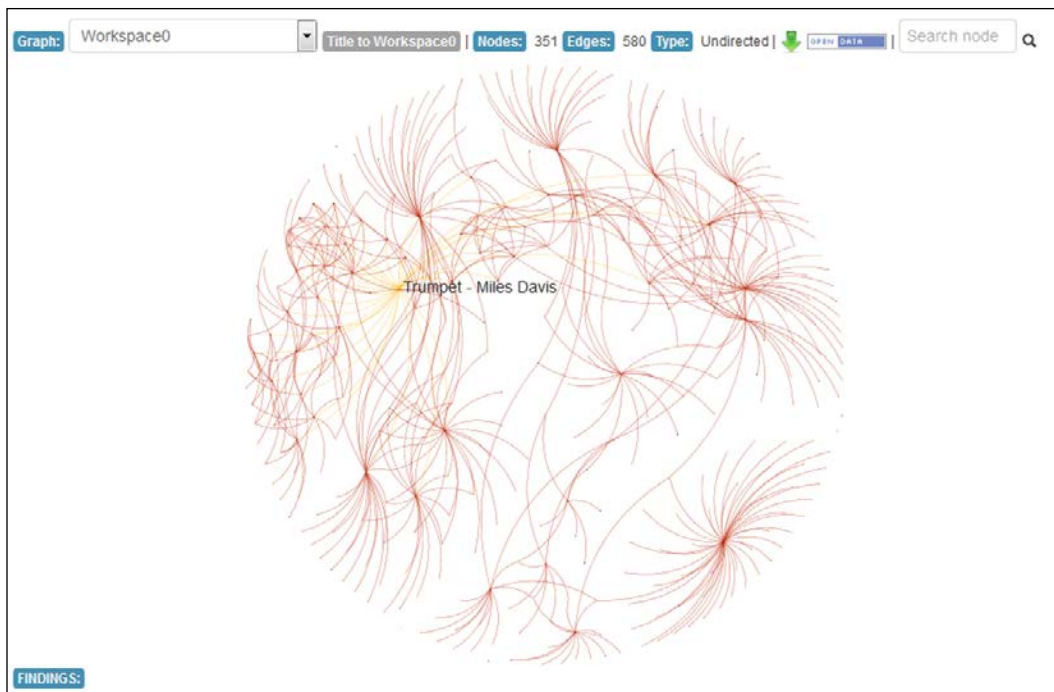 Graph: Workspace0 Title to Workspace0 | Nodes: 351 Edges: 580 Type: Undirected | OPEN DATA | Search node
Trumpet - Miles Davis
FINDINGS: